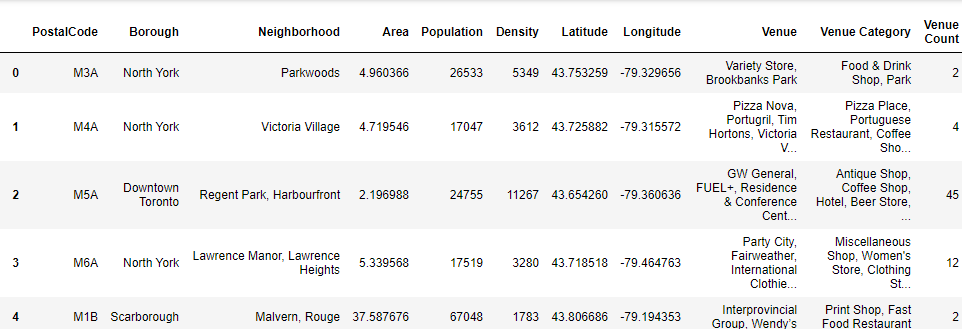 PostalCode Borough Neighborhood Area Population Density Latitude Longitude Venue Venue Category Venue Count
0 M3A North York Parkwoods 4.960366 26533 5349 43.753259 -79.329656 Variety Store, Brookbanks Park Food & Drink Shop, Park 2
1 M4A North York Victoria Village 4.719546 17047 3612 43.725882 -79.315572 Pizza Nova, Portugril, Tim Hortons, Victoria V... Pizza Place, Portuguese Restaurant, Coffee Sho... 4
2 M5A Downtown Toronto Regent Park, Harbourfront 2.196988 24755 11267 43.654260 -79.360636 GW General, FUEL+, Residence & Conference Cent... Antique Shop, Coffee Shop, Hotel, Beer Store, ... 45
3 M6A North York Lawrence Manor, Lawrence Heights 5.339568 17519 3280 43.718518 -79.464763 Party City, Fairweather, International Clothie... Miscellaneous Shop, Women's Store, Clothing St... 12
4 M1B Scarborough Malvern, Rouge 37.587676 67048 1783 43.806686 -79.194353 Interprovincial Group, Wendy's Print Shop, Fast Food Restaurant 2